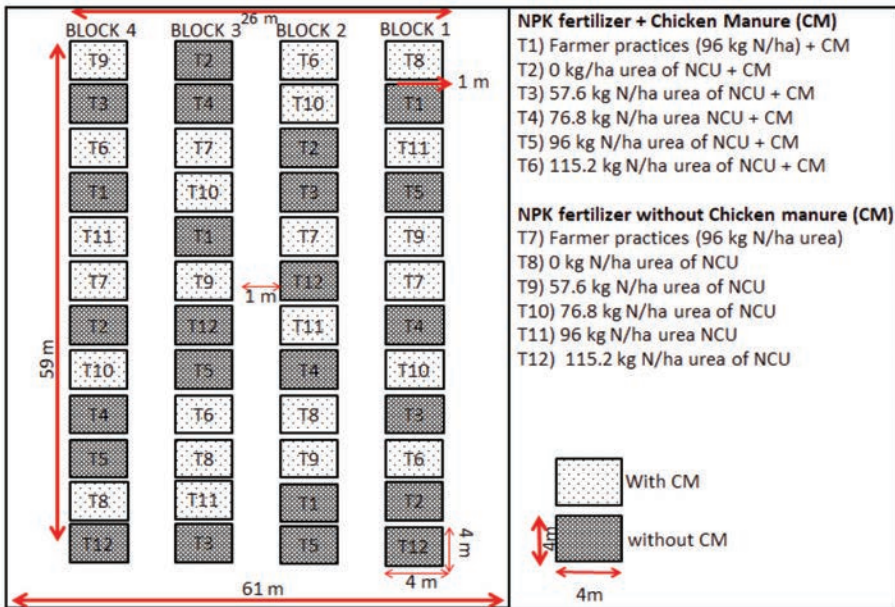 26 m
BLOCK 4 BLOCK 3 BLOCK 2 BLOCK 1
T9 T2 T6 T8
1 m
T3 T4 T10 T1
T6 T7 T2 T11
T1 T10 T3 T5
T11 T1 T7 T9
T7 T9 T12 T7
1 m
T2 T12 T11 T4
59 m
T10 T5 T4 T10
T4 T6 T8 T3
T5 T8 T9 T6
T8 T11 T1 T2
T12 T3 T5 T12
4 m
4 m
61 m
NPK fertilizer + Chicken Manure (CM)
T1) Farmer practices (96 kg N/ha) + CM
T2) 0 kg/ha urea of NCU + CM
T3) 57.6 kg N/ha urea of NCU + CM
T4) 76.8 kg N/ha urea NCU + CM
T5) 96 kg N/ha urea of NCU + CM
T6) 115.2 kg N/ha urea of NCU + CM
NPK fertilizer without Chicken manure (CM)
T7) Farmer practices (96 kg N/ha urea)
T8) 0 kg N/ha urea of NCU
T9) 57.6 kg N/ha urea of NCU
T10) 76.8 kg N/ha urea of NCU
T11) 96 kg N/ha urea NCU
T12) 115.2 kg N/ha urea of NCU
With CM
4m
without CM
4m